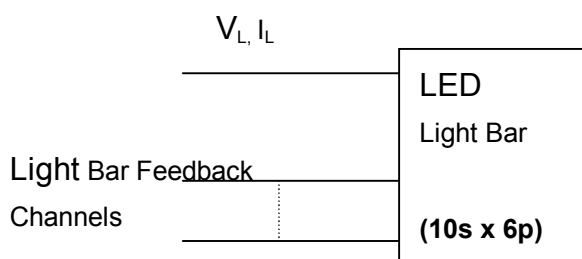 VL, IL
LED
Light Bar
Light Bar Feedback
Channels
(10s x 6p)